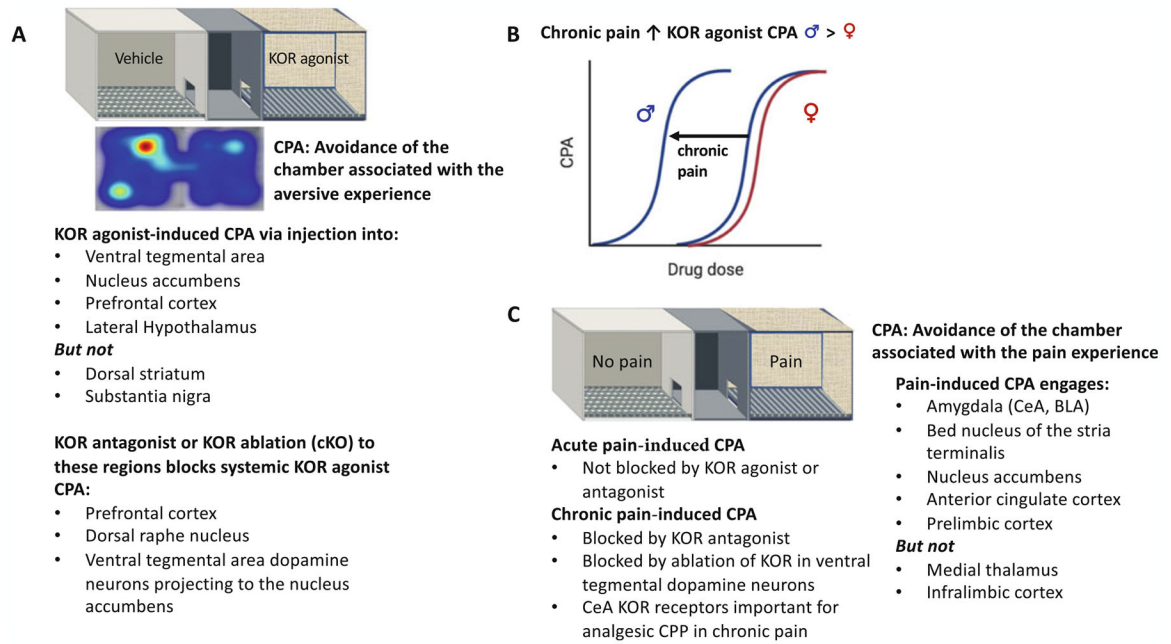 A
Vehicle
KOR agonist
CPA: Avoidance of the
chamber associated with the
aversive experience
KOR agonist-induced CPA via injection into:
• Ventral tegmental area
• Nucleus accumbens
• Prefrontal cortex
• Lateral Hypothalamus
But not
• Dorsal striatum
• Substantia nigra
KOR antagonist or KOR ablation (cKO) to
these regions blocks systemic KOR agonist
CPA:
• Prefrontal cortex
• Dorsal raphe nucleus
• Ventral tegmental area dopamine
neurons projecting to the nucleus
accumbens
B
Chronic pain ↑ KOR agonist CPA ♂ > ♀
♂
♀
chronic
pain
CPA
Drug dose
C
No pain
Pain
Acute pain-induced CPA
• Not blocked by KOR agonist or
antagonist
Chronic pain-induced CPA
• Blocked by KOR antagonist
• Blocked by ablation of KOR in ventral
tegmental dopamine neurons
• CeA KOR receptors important for
analgesic CPP in chronic pain
CPA: Avoidance of the chamber
associated with the pain experience
Pain-induced CPA engages:
• Amygdala (CeA, BLA)
• Bed nucleus of the stria
terminalis
• Nucleus accumbens
• Anterior cingulate cortex
• Prelimbic cortex
But not
• Medial thalamus
• Infralimbic cortex